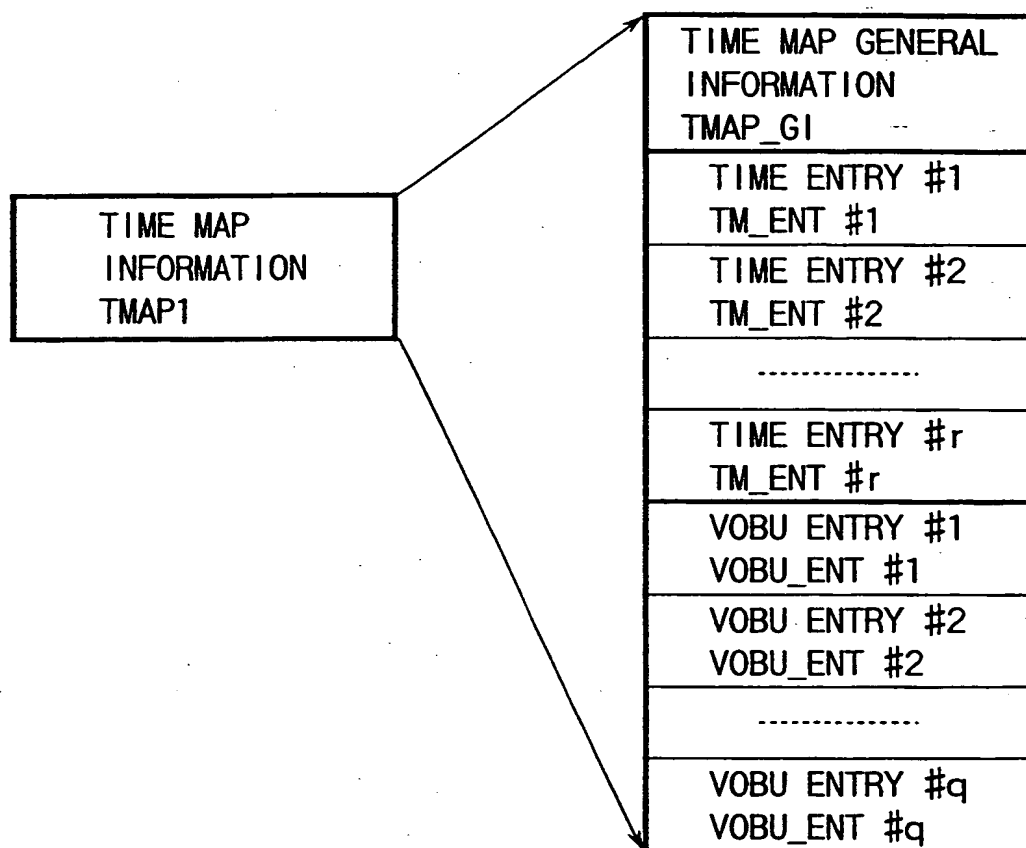 TIME MAP
INFORMATION
TMAP1
TIME MAP GENERAL
INFORMATION
TMAP_GI
TIME ENTRY #1
TM_ENT #1
TIME ENTRY #2
TM_ENT #2
TIME ENTRY #r
TM_ENT #r
VOBU ENTRY #1
VOBU_ENT #1
VOBU ENTRY #2
VOBU_ENT #2
VOBU ENTRY #q
VOBU_ENT #q